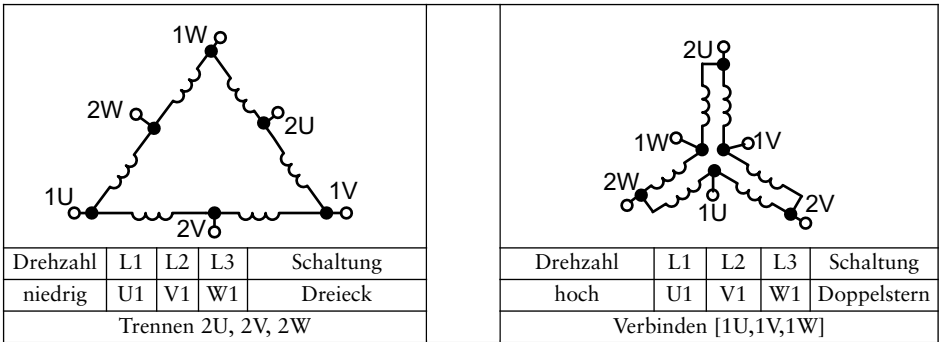 1W
2W
2U
1U
1V
2V
Drehzahl L1 L2 L3 Schaltung
niedrig U1 V1 W1 Dreieck
Trennen 2U, 2V, 2W
2U
1W
1V
2W
1U
2V
Drehzahl L1 L2 L3 Schaltung
hoch U1 V1 W1 Doppelstern
Verbinden [1U,1V,1W]